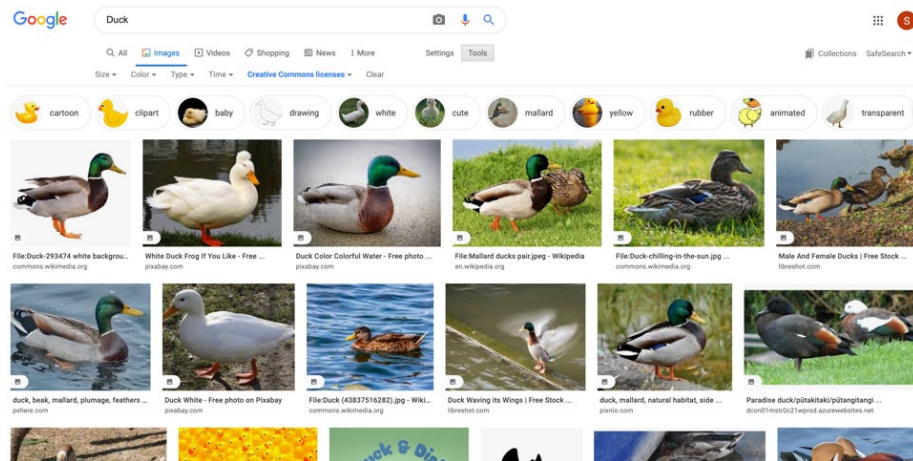 Google
Duck
S
All Images Videos Shopping News More Settings Tools Collections SafeSearch
Size Color Type Time Creative Commons licenses Clear
cartoon clipart baby drawing white cute mallard yellow rubber animated transparent
File:Duck-293474 white backgrou... White Duck Frog If You Like - Free ... Duck Color Colorful Water - Free photo ... File:Mallard ducks pair.jpeg - Wikipedia File:Duck-chilling-in-the-sun.jpg ... Male And Female Ducks | Free Stock ...
commons.wikimedia.org pixabay.com pixabay.com en.wikipedia.org commons.wikimedia.org libreshot.com
duck, beak, mallard, plumage, feathers ... Duck White - Free photo on Pixabay File:Duck (43837516282).jpg - Wiki... Duck Waving its Wings | Free Stock ... duck, mallard, natural habitat, side ... Paradise duck/pūtakitaki/pūtangitangi ...
pxhere.com pixabay.com commons.wikimedia.org libreshot.com pixnio.com dcon01mstr0c21wprod.azurewebsites.net